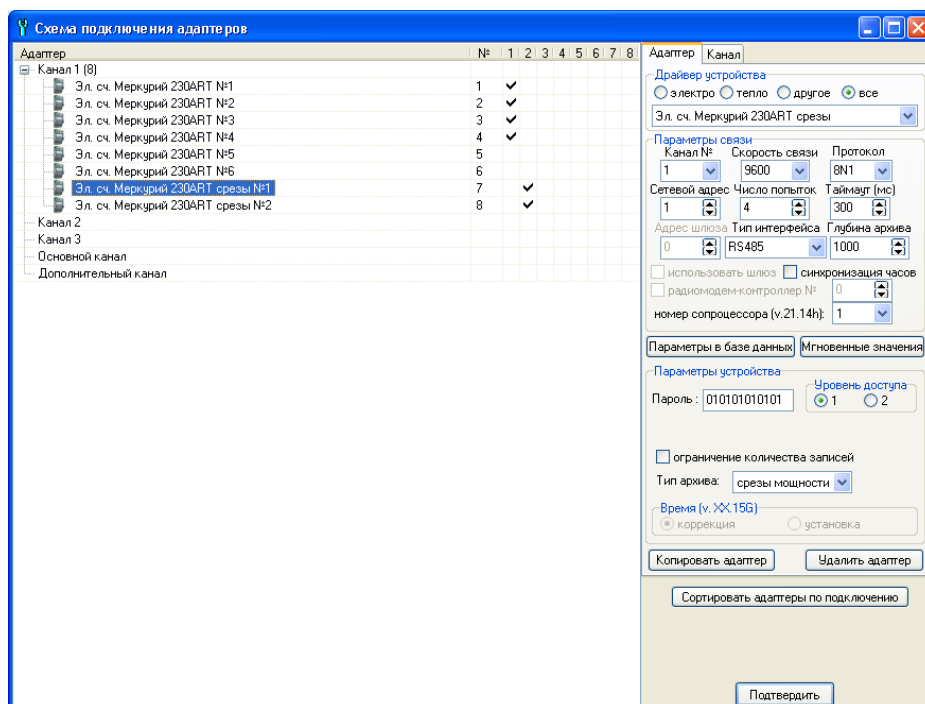 Схема подключения адаптеров
Адаптер № 1 2 3 4 5 6 7 8
Канал 1 (8)
Эл. сч. Меркурий 230ART №1 1
Эл. сч. Меркурий 230ART №2 2
Эл. сч. Меркурий 230ART №3 3
Эл. сч. Меркурий 230ART №4 4
Эл. сч. Меркурий 230ART №5 5
Эл. сч. Меркурий 230ART №6 6
Эл. сч. Меркурий 230ART срезы №1 7
Эл. сч. Меркурий 230ART срезы №2 8
Канал 2
Канал 3
Основной канал
Дополнительный канал
Адаптер Канал
Драйвер устройства
электро тепло другое все
Эл. сч. Меркурий 230ART срезы
Параметры связи
Канал № Скорость связи Протокол
1 9600 8N1
Сетевой адрес Число попыток Таймаут (мс)
1 4 300
Адрес шлюза Тип интерфейса Глубина архива
0 RS485 1000
использовать шлюз синхронизация часов
радиомодем-контроллер № 0
номер сопроцессора (v.21.14h): 1
Параметры в базе данных Мгновенные значения
Параметры устройства
Уровень доступа
Пароль : 010101010101 1 2
ограничение количества записей
Тип архива: срезы мощности
Время (v. XX.15G)
коррекция установка
Копировать адаптер Удалить адаптер
Сортировать адаптеры по подключению
Подтвердить